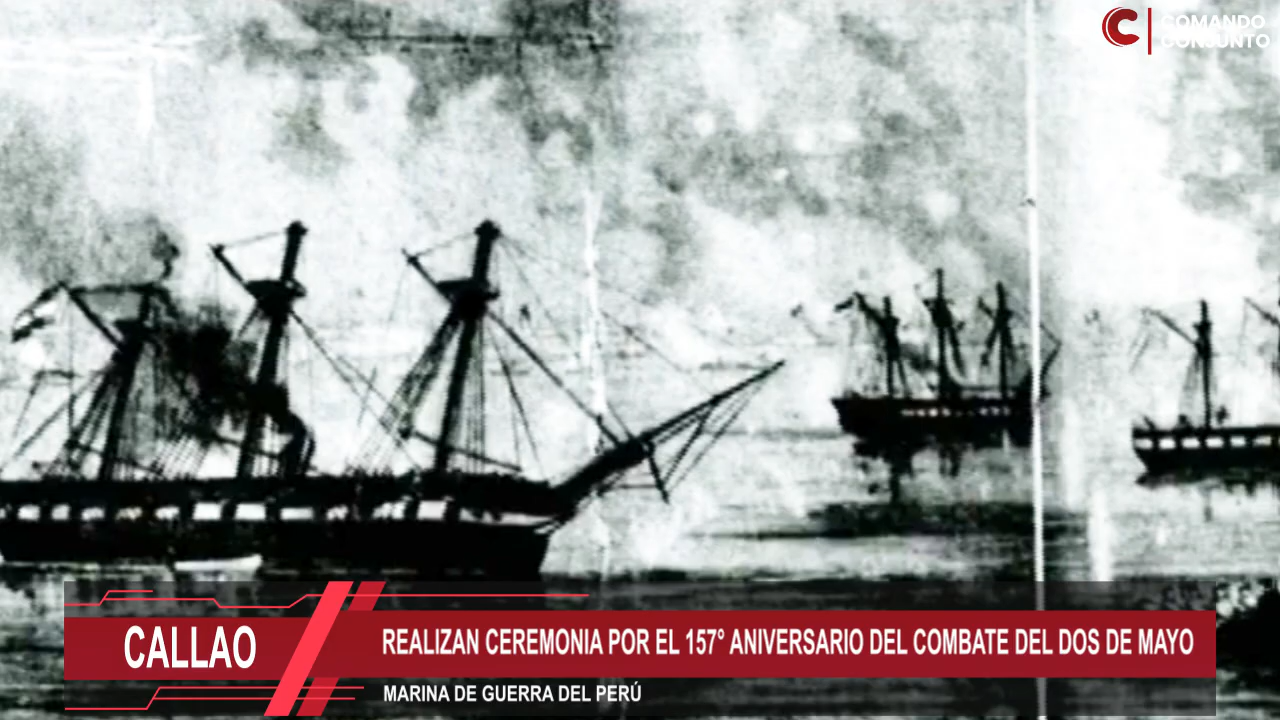 COMANDO
CONJUNTO
CALLAO
REALIZAN CEREMONIA POR EL 157° ANIVERSARIO DEL COMBATE DEL DOS DE MAYO
MARINA DE GUERRA DEL PERÚ